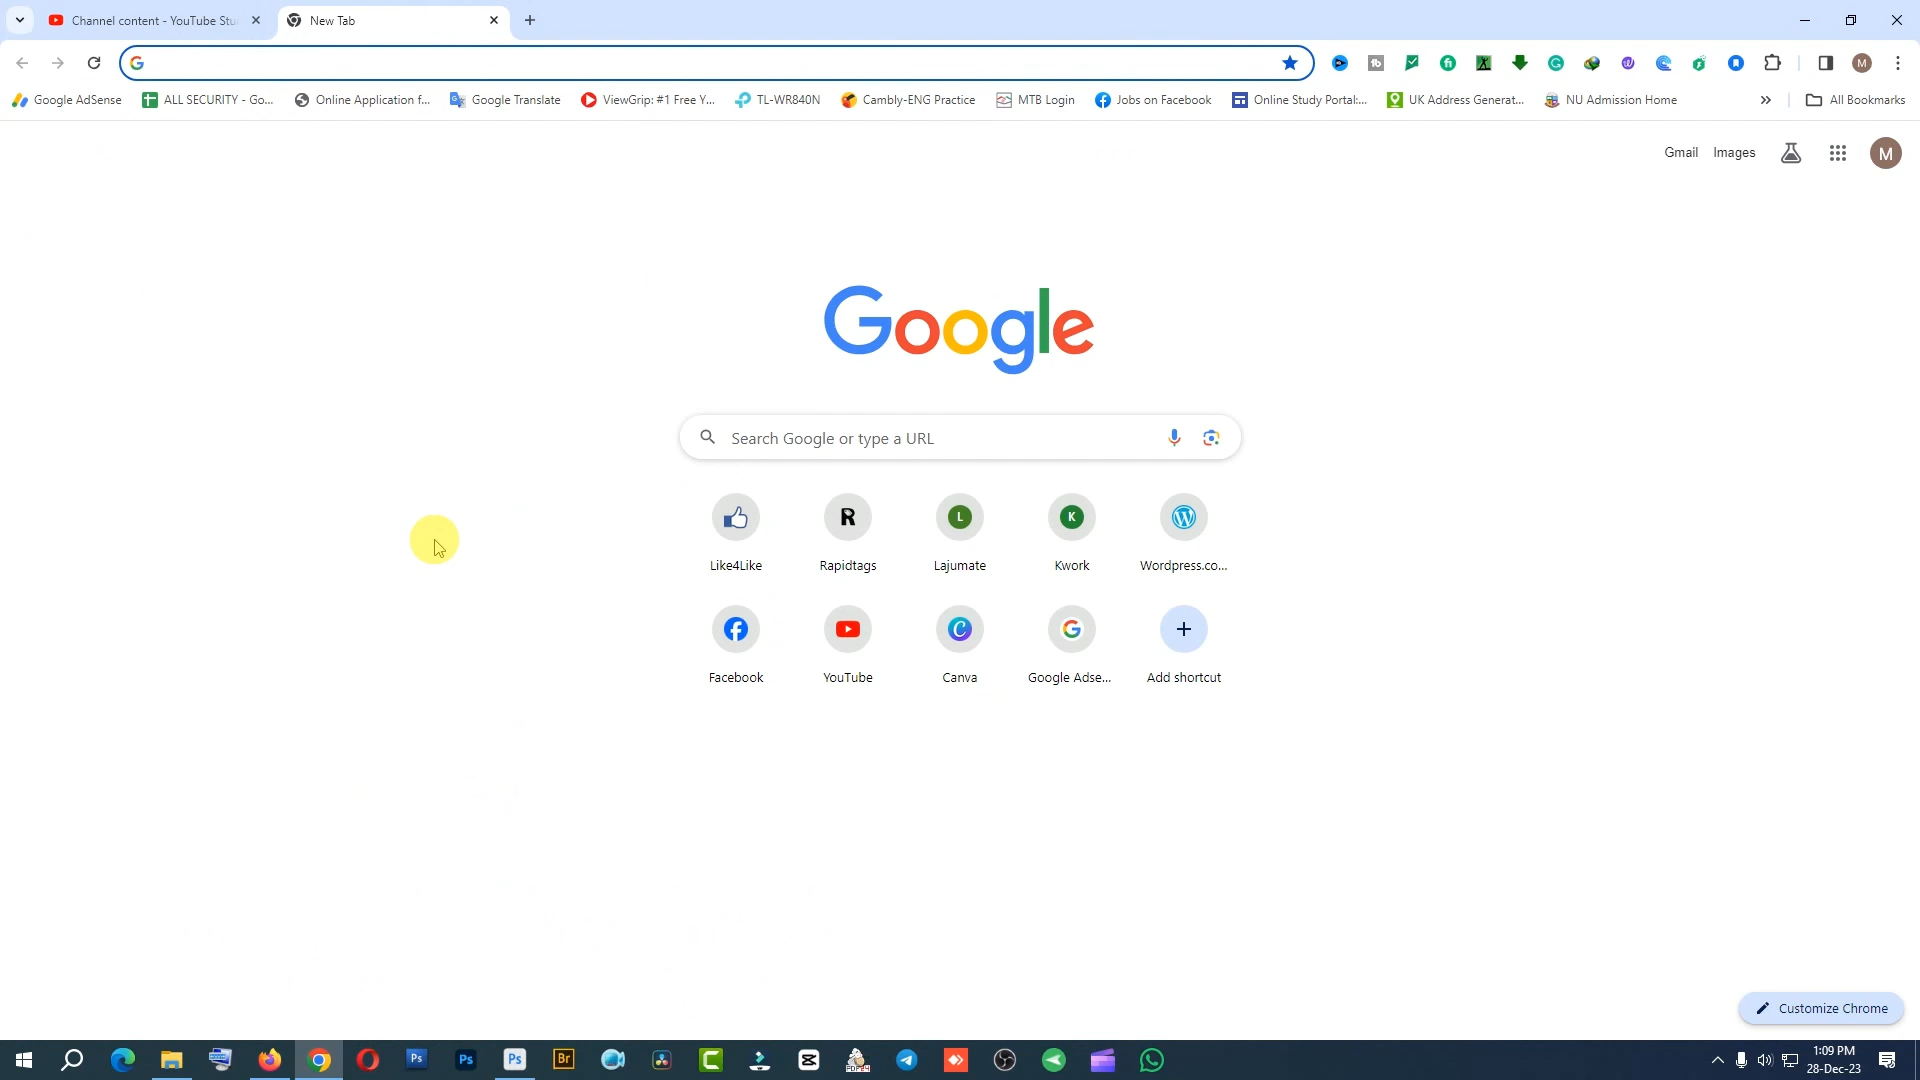 Channel content - YouTube Stu
New Tab
Google AdSense
ALL SECURITY - Go...
Online Application f...
Google Translate
ViewGrip: #1 Free Y...
TL-WR840N
Cambly-ENG Practice
MTB Login
Jobs on Facebook
Online Study Portal:...
UK Address Generat...
NU Admission Home
All Bookmarks
Gmail
Images
M
Google
Search Google or type a URL
Like4Like
Rapidtags
Lajumate
Kwork
Wordpress.co...
Facebook
YouTube
Canva
Google Adse...
Add shortcut
Customize Chrome
1:09 PM
28-Dec-23